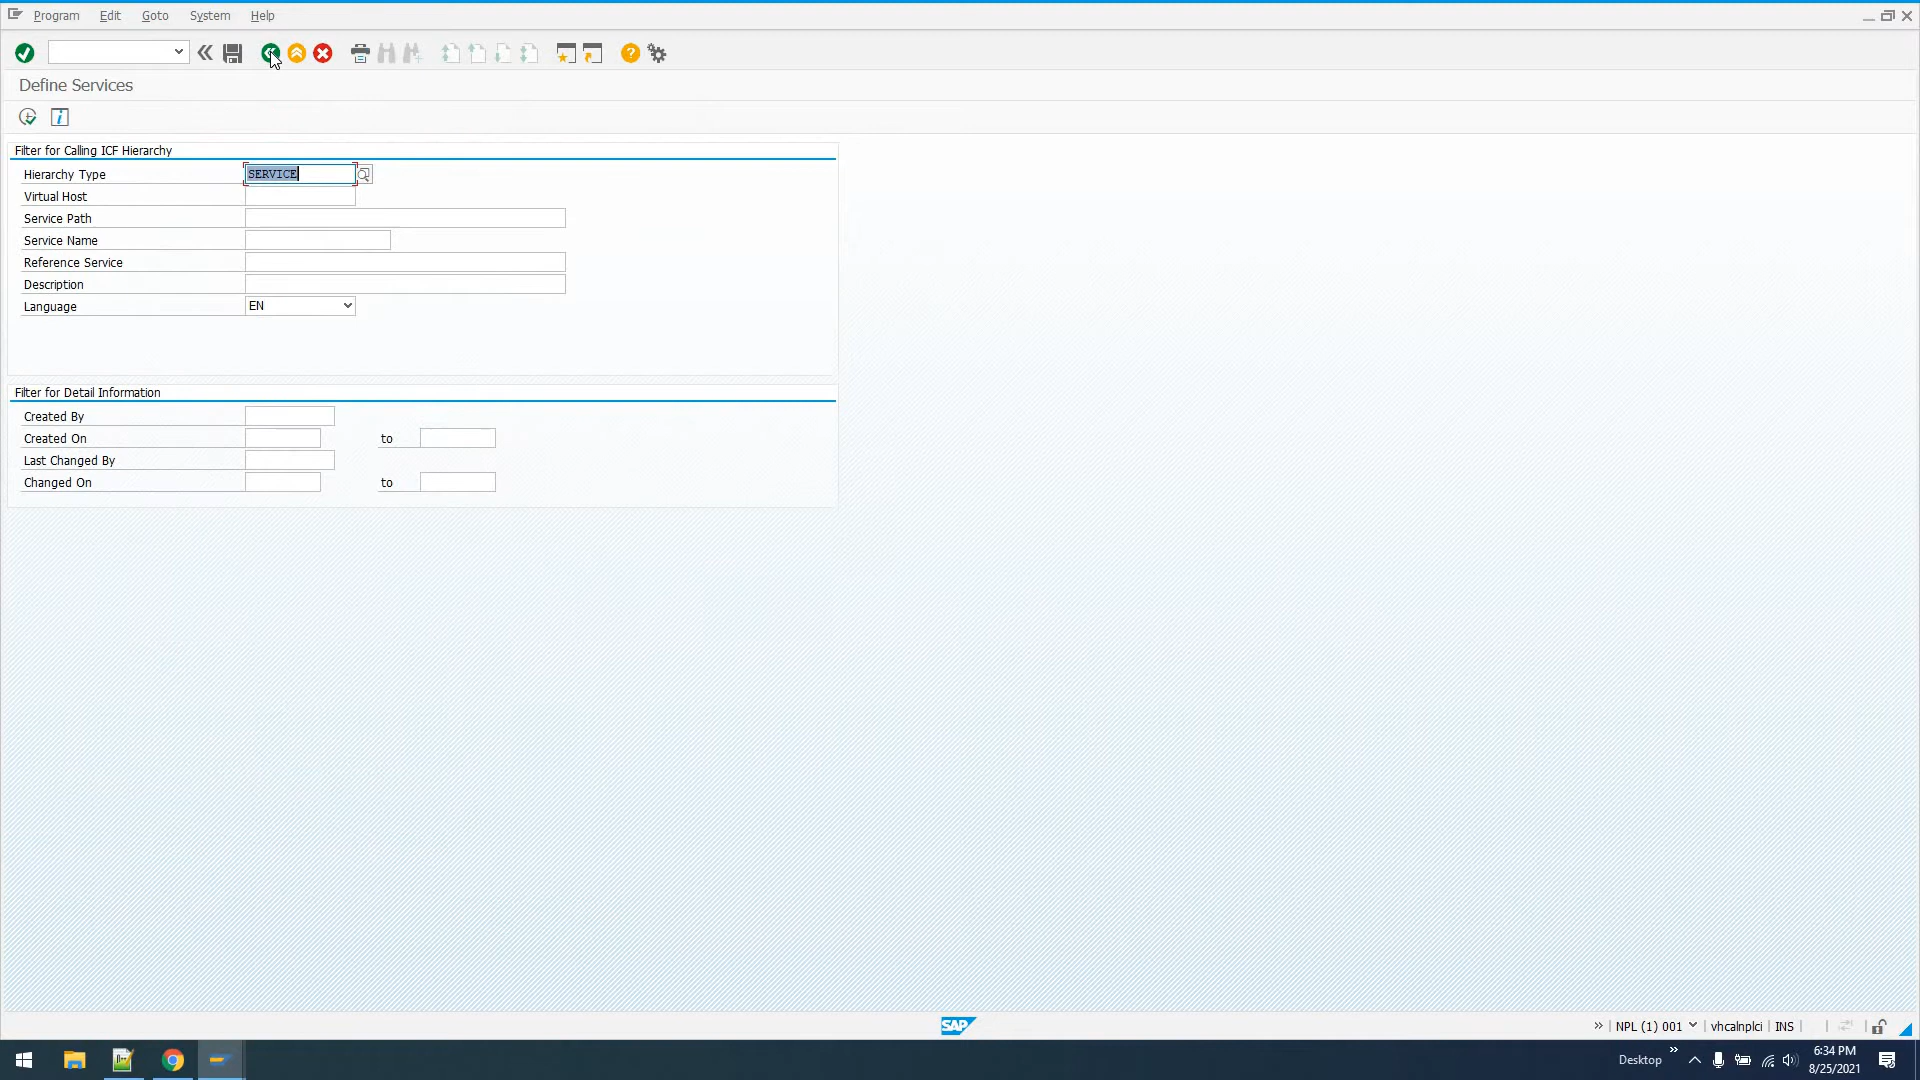 Program Edit Goto System Help
Define Services
Filter for Calling ICF Hierarchy
Hierarchy Type SERVICE
Virtual Host
Service Path
Service Name
Reference Service
Description
Language EN
Filter for Detail Information
Created By
Created On to
Last Changed By
Changed On to
SAP
NPL (1) 001 vhcalnplci INS
Desktop 6:34 PM
8/25/2021